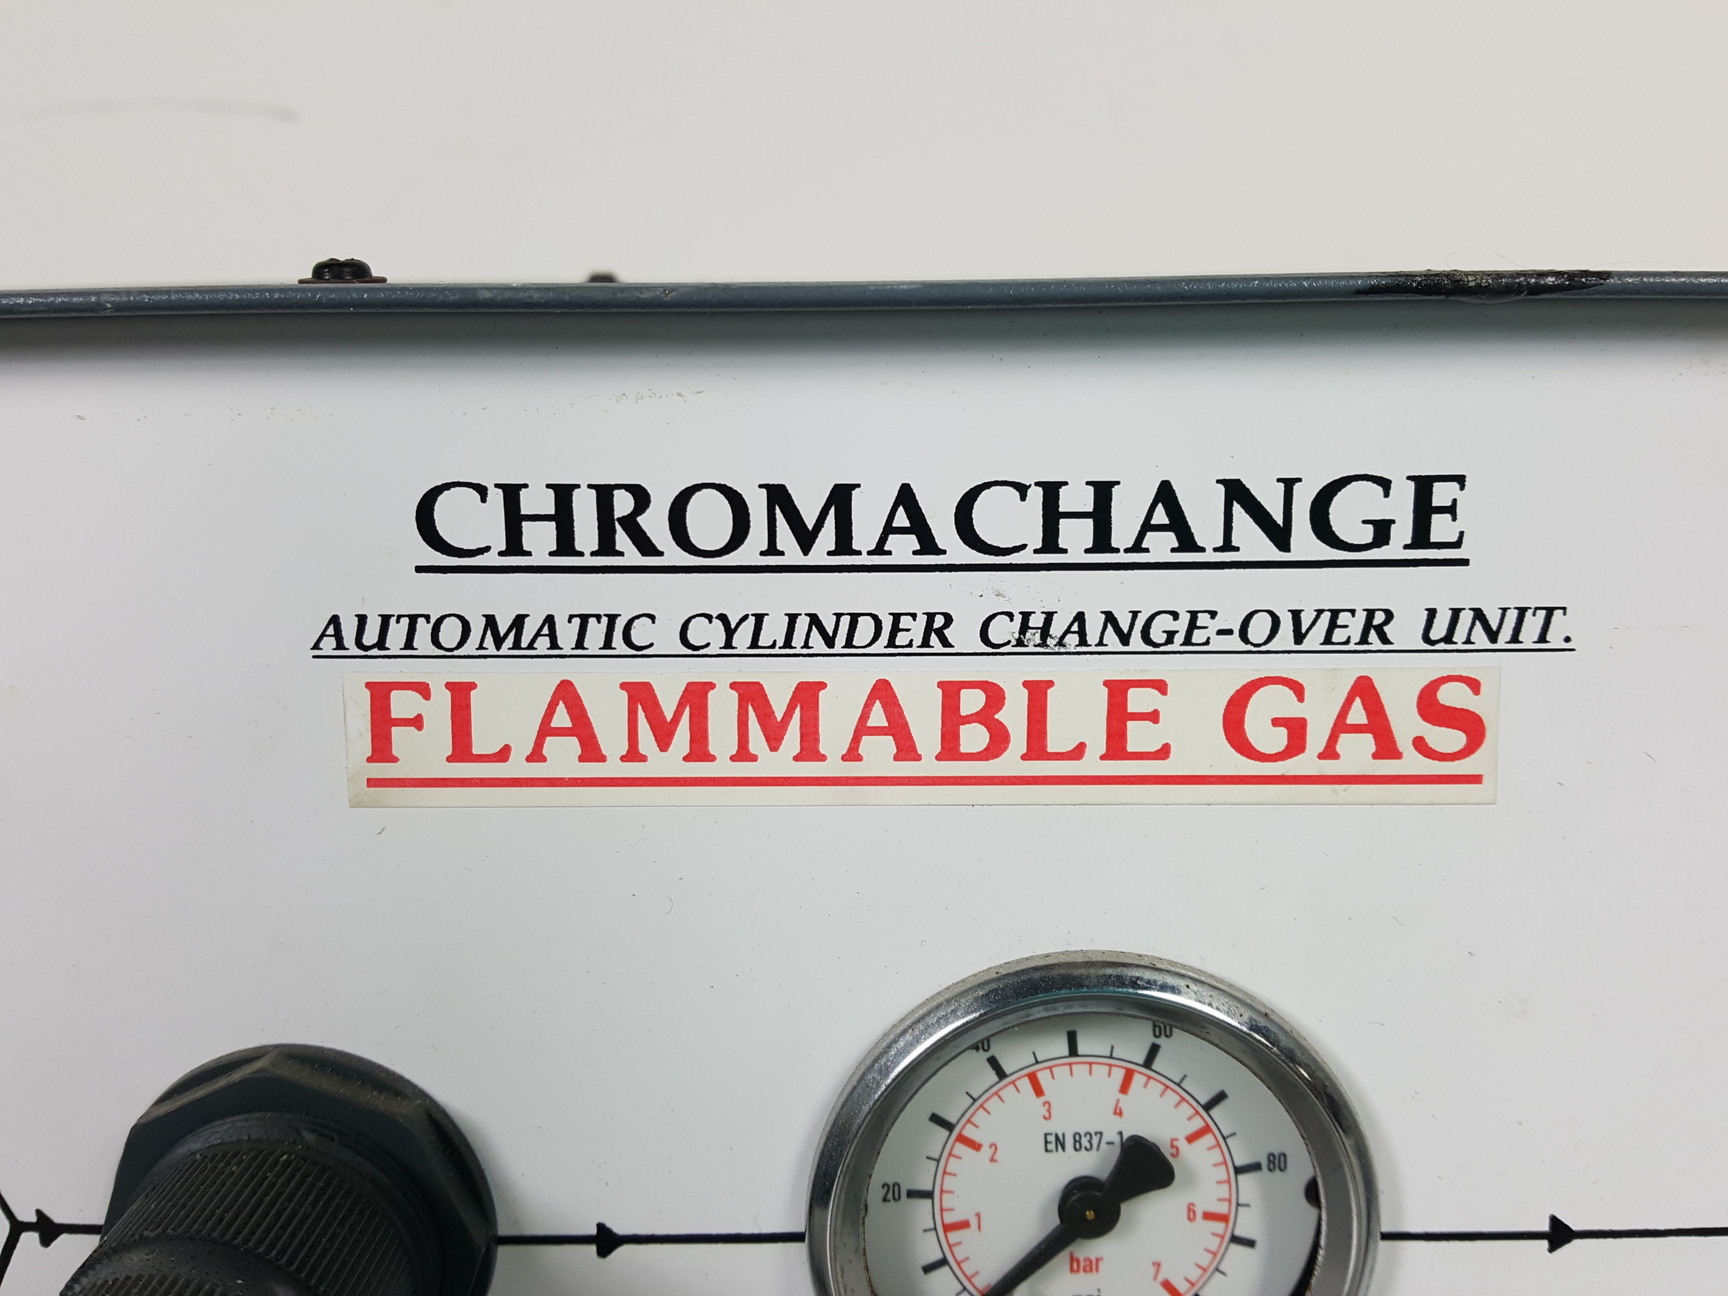 CHROMACHANGE
AUTOMATIC CYLINDER CHANGE-OVER UNIT.
FLAMMABLE GAS
40 60
3 4
EN 837-1
2 5
20 80
1 6
bar
7
psi